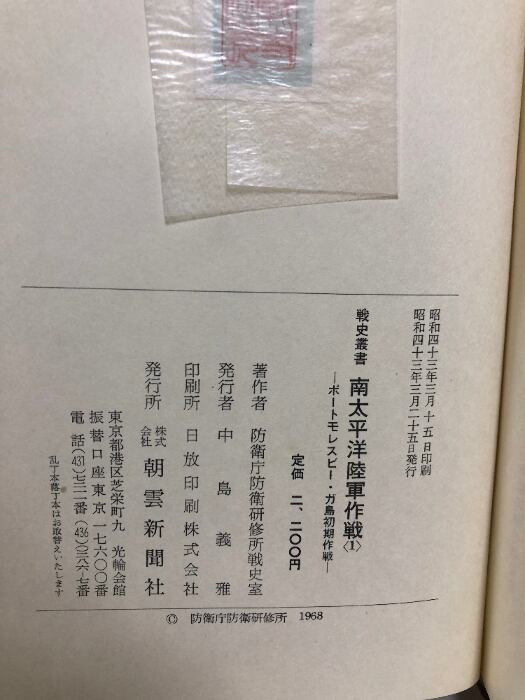 昭和四十三年三月十五日印刷
昭和四十三年三月二十五日発行
戦史叢書 南太平洋陸軍作戦〈1〉
―ポートモレスビー・ガ島初期作戦―
定価 二、二〇〇円
著作者 防衛庁防衛研修所戦史室
発行者 中島義雅
印刷所 日放印刷株式会社
発行所 株式会社 朝雲新聞社
東京都港区芝栄町九 光輪会館
振替口座東京一七六〇〇番
電話(431)七三一二番 (436)〇三六七番
乱丁本落丁本はお取替えいたします
© 防衛庁防衛研修所 1968